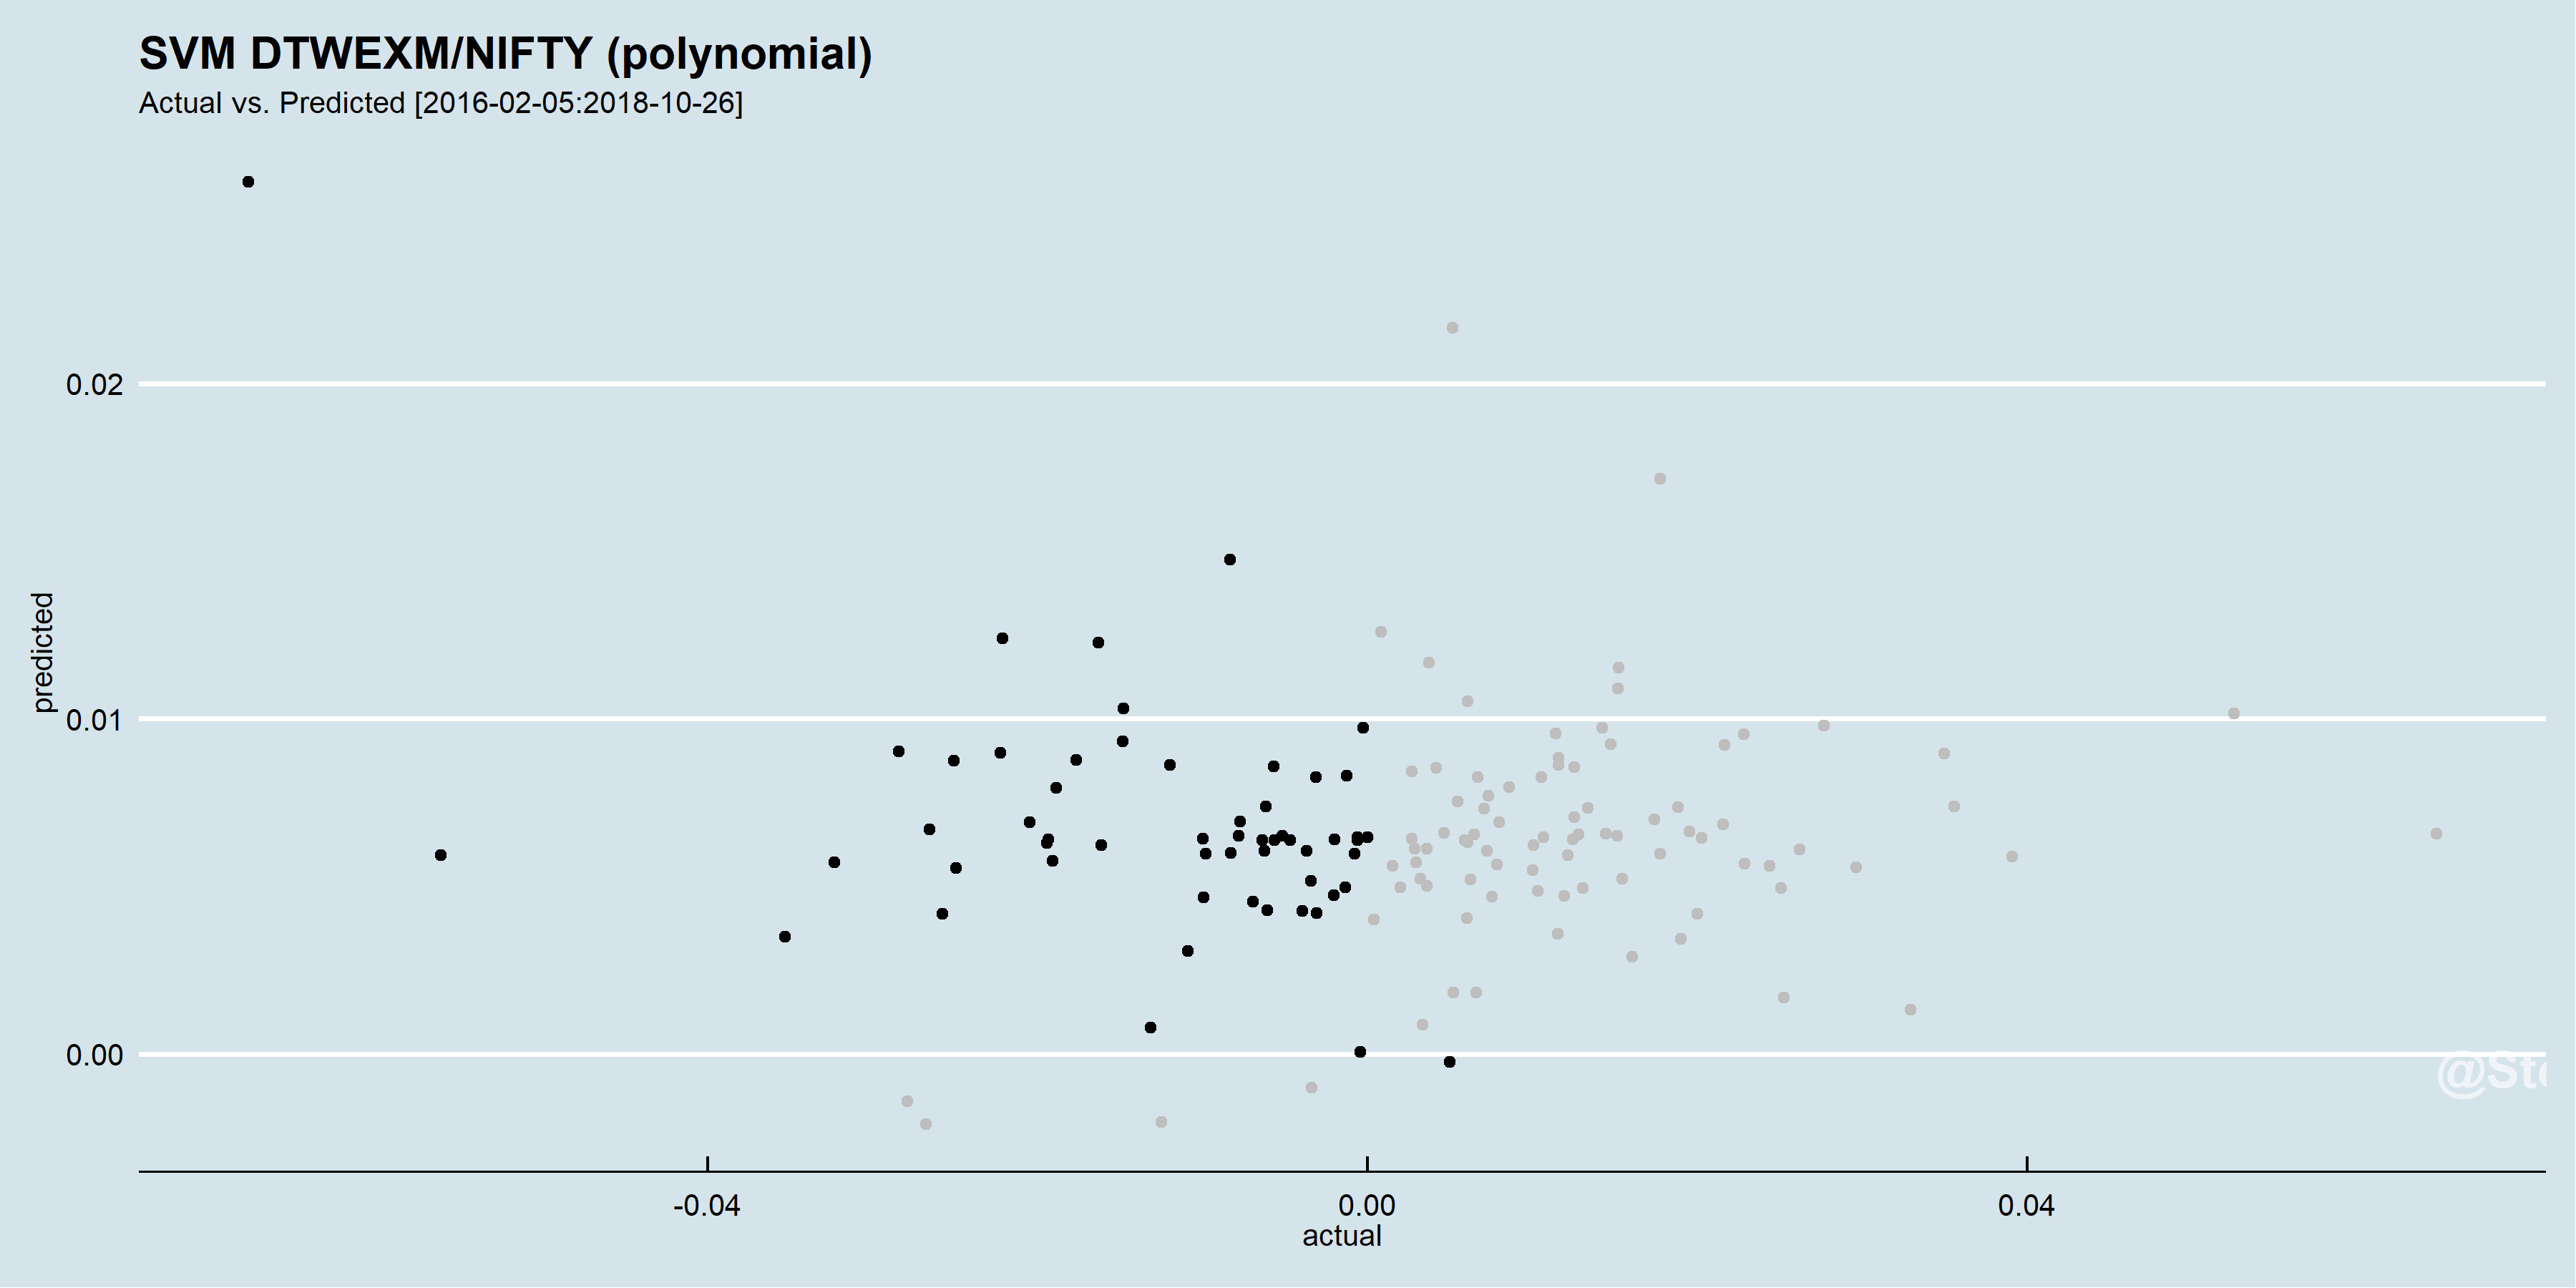 SVM DTWEXM/NIFTY (polynomial)
Actual vs. Predicted [2016-02-05:2018-10-26]
predicted
0.02
0.01
0.00
-0.04 0.00 0.04
actual